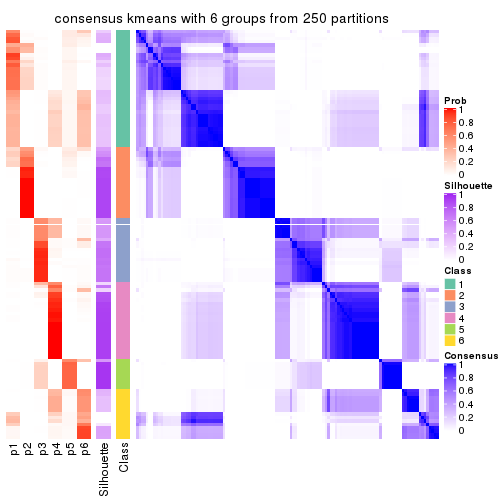 consensus kmeans with 6 groups from 250 partitions
Prob
1
0.8
0.6
0.4
0.2
0
Silhouette
1
0.8
0.6
0.4
0.2
0
Class
1
2
3
4
5
6
Consensus
1
0.8
0.6
0.4
0.2
0
p1
p2
p3
p4
p5
p6
Silhouette
Class